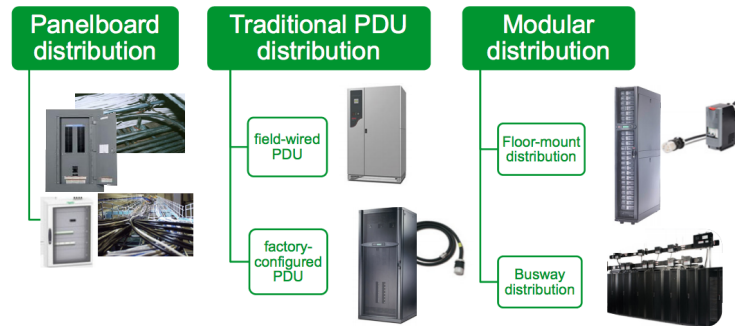 Panelboard
distribution
Traditional PDU
distribution
Modular
distribution
field-wired
PDU
Floor-mount
distribution
factory-
configured
PDU
Busway
distribution